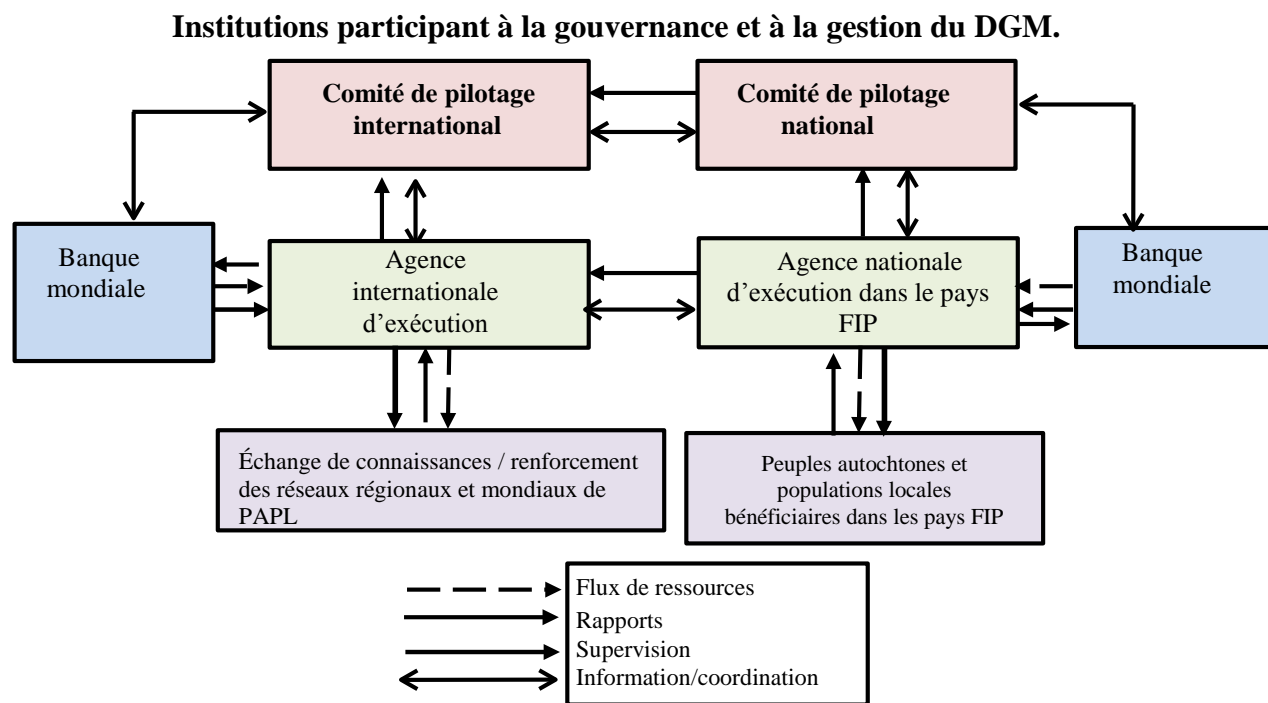 Institutions participant à la gouvernance et à la gestion du DGM.
Comité de pilotage
international
Comité de pilotage
national
Banque
mondiale
Agence
internationale
d’exécution
Agence nationale
d’exécution dans le pays
FIP
Banque
mondiale
Échange de connaissances / renforcement
des réseaux régionaux et mondiaux de
PAPL
Peuples autochtones et
populations locales
bénéficiaires dans les pays FIP
Flux de ressources
Rapports
Supervision
Information/coordination